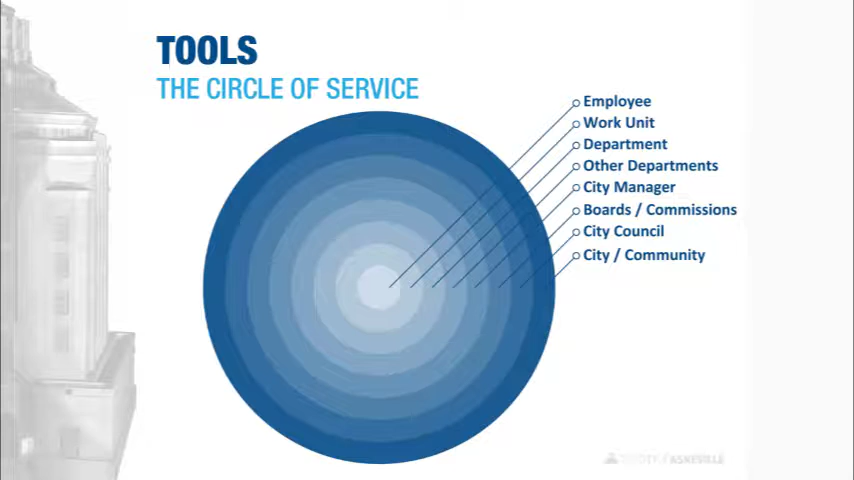 TOOLS
THE CIRCLE OF SERVICE
Employee
Work Unit
Department
Other Departments
City Manager
Boards / Commissions
City Council
City / Community
ASHEVILLE